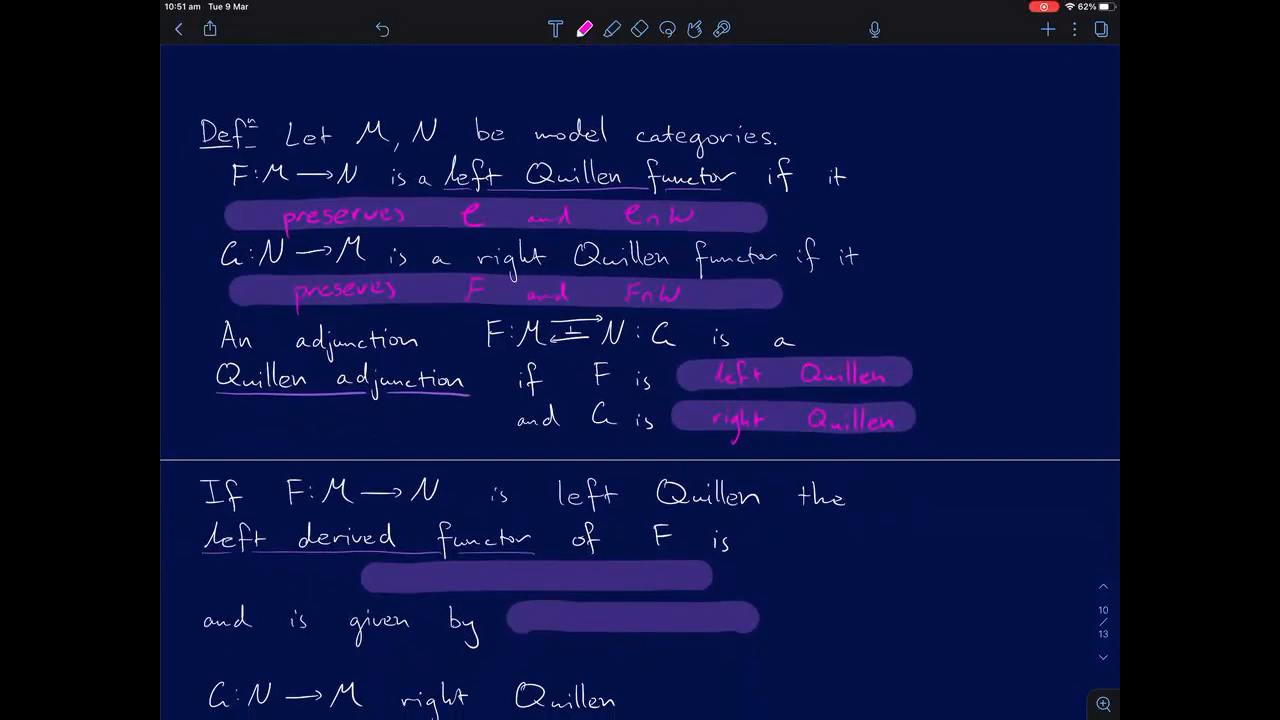 10:51 am Tue 9 Mar
62%
Defⁿ Let M, N be model categories.
F: M → N is a left Quillen functor if it
preserves C and C∩W
G: N → M is a right Quillen functor if it
preseves F and F∩W
An adjunction F: M ⇄ N : G is a
Quillen adjunction if F is left Quillen
and G is right Quillen
If F: M → N is left Quillen the
left derived functor of F is
and is given by
G: N → M right Quillen
10
/
13